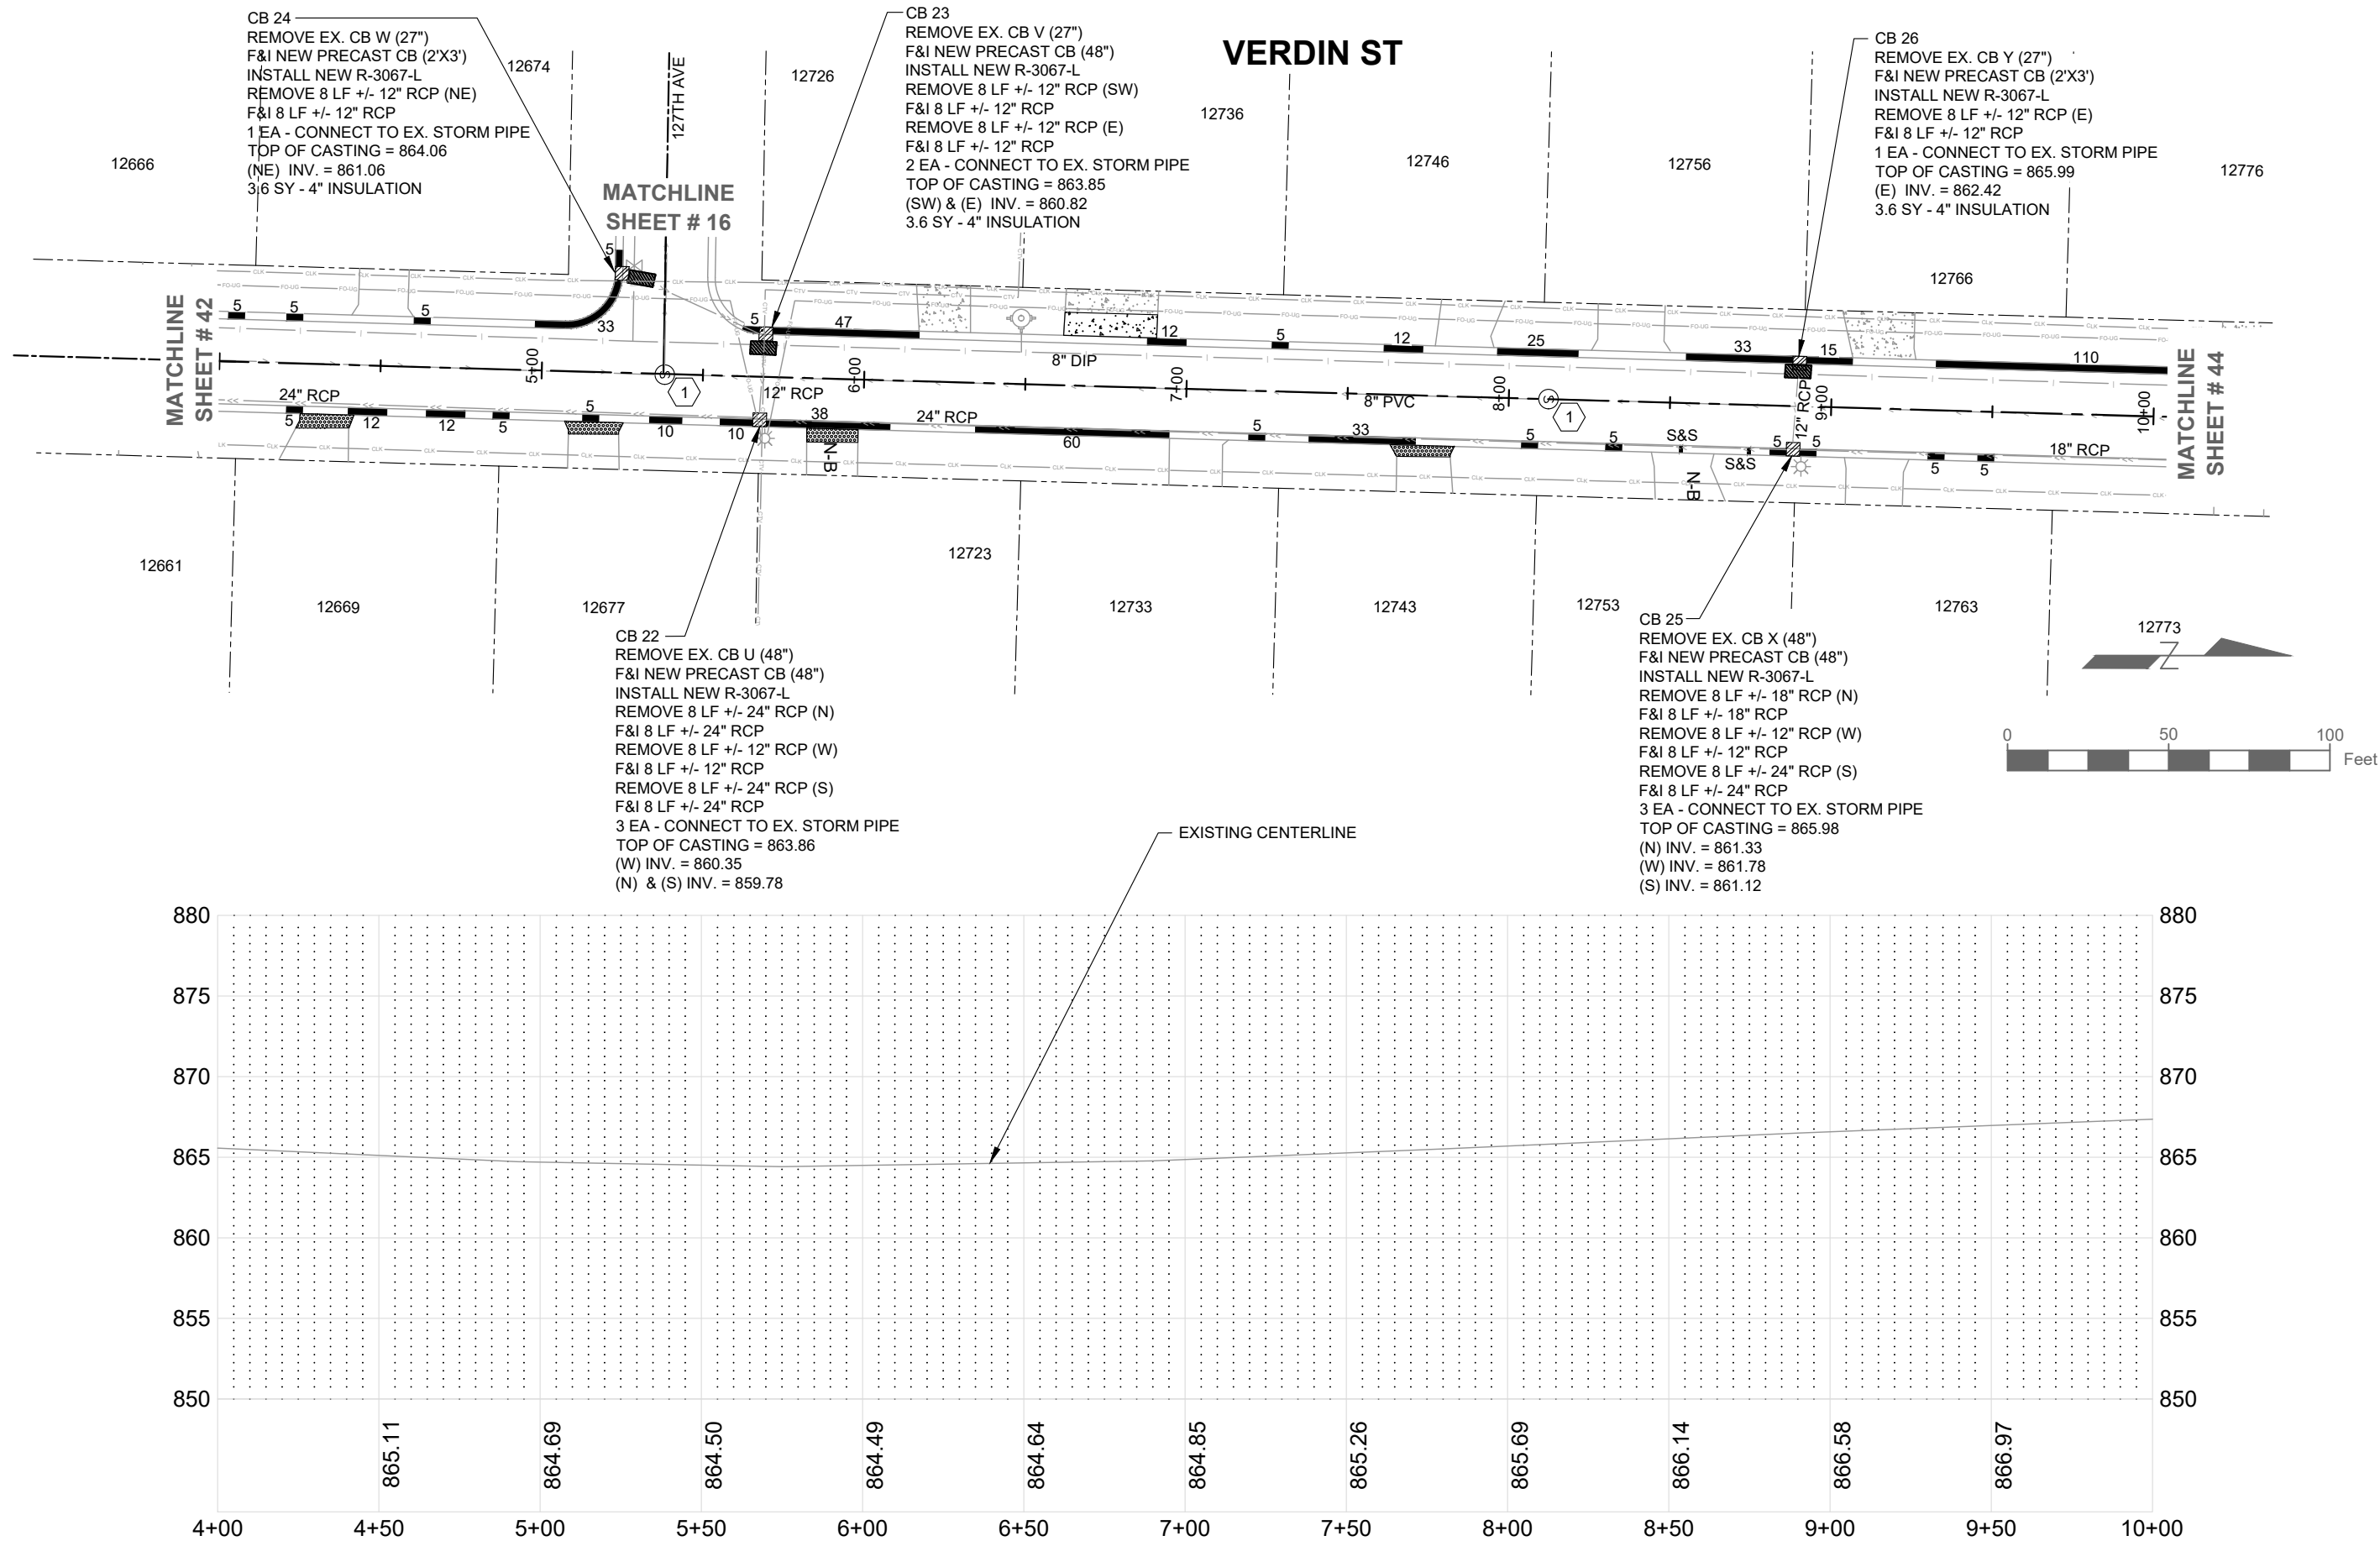 VERDIN ST
CB 24
REMOVE EX. CB W (27")
F&I NEW PRECAST CB (2'X3')
INSTALL NEW R-3067-L
REMOVE 8 LF +/- 12" RCP (NE)
F&I 8 LF +/- 12" RCP
1 EA - CONNECT TO EX. STORM PIPE
TOP OF CASTING = 864.06
(NE) INV. = 861.06
3.6 SY - 4" INSULATION
CB 23
REMOVE EX. CB V (27")
F&I NEW PRECAST CB (48")
INSTALL NEW R-3067-L
REMOVE 8 LF +/- 12" RCP (SW)
F&I 8 LF +/- 12" RCP
REMOVE 8 LF +/- 12" RCP (E)
F&I 8 LF +/- 12" RCP
2 EA - CONNECT TO EX. STORM PIPE
TOP OF CASTING = 863.85
(SW) & (E) INV. = 860.82
3.6 SY - 4" INSULATION
CB 26
REMOVE EX. CB Y (27")
F&I NEW PRECAST CB (2'X3')
INSTALL NEW R-3067-L
REMOVE 8 LF +/- 12" RCP (E)
F&I 8 LF +/- 12" RCP
1 EA - CONNECT TO EX. STORM PIPE
TOP OF CASTING = 865.99
(E) INV. = 862.42
3.6 SY - 4" INSULATION
12666
12674
127TH AVE
12726
12736
12746
12756
12766
12776
MATCHLINE
SHEET # 16
MATCHLINE
SHEET # 42
MATCHLINE
SHEET # 44
5
5
5
33
5
5
47
12
5
12
25
33
15
110
5+00
6+00
7+00
8+00
9+00
10+00
1
1
8" DIP
8" PVC
12" RCP
12" RCP
24" RCP
24" RCP
18" RCP
5
12
12
5
5
10
10
38
60
5
33
5
5
S&S
S&S
5
5
5
5
N-B
N-B
12661
12669
12677
12723
12733
12743
12753
12763
12773
CB 22
REMOVE EX. CB U (48")
F&I NEW PRECAST CB (48")
INSTALL NEW R-3067-L
REMOVE 8 LF +/- 24" RCP (N)
F&I 8 LF +/- 24" RCP
REMOVE 8 LF +/- 12" RCP (W)
F&I 8 LF +/- 12" RCP
REMOVE 8 LF +/- 24" RCP (S)
F&I 8 LF +/- 24" RCP
3 EA - CONNECT TO EX. STORM PIPE
TOP OF CASTING = 863.86
(W) INV. = 860.35
(N) & (S) INV. = 859.78
CB 25
REMOVE EX. CB X (48")
F&I NEW PRECAST CB (48")
INSTALL NEW R-3067-L
REMOVE 8 LF +/- 18" RCP (N)
F&I 8 LF +/- 18" RCP
REMOVE 8 LF +/- 12" RCP (W)
F&I 8 LF +/- 12" RCP
REMOVE 8 LF +/- 24" RCP (S)
F&I 8 LF +/- 24" RCP
3 EA - CONNECT TO EX. STORM PIPE
TOP OF CASTING = 865.98
(N) INV. = 861.33
(W) INV. = 861.78
(S) INV. = 861.12
Z
0 50 100
Feet
EXISTING CENTERLINE
880 880
875 875
870 870
865 865
860 860
855 855
850 850
865.11 864.69 864.50 864.49 864.64 864.85 865.26 865.69 866.14 866.58 866.97
4+00 4+50 5+00 5+50 6+00 6+50 7+00 7+50 8+00 8+50 9+00 9+50 10+00